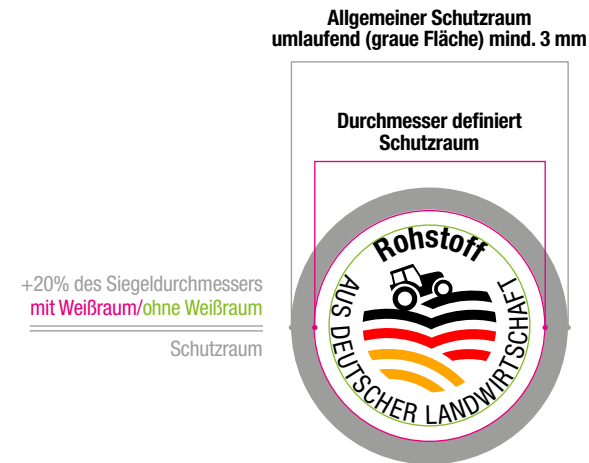 Allgemeiner Schutzraum
umlaufend (graue Fläche) mind. 3 mm
Durchmesser definiert
Schutzraum
+20% des Siegeldurchmessers
mit Weißraum/ohne Weißraum
Schutzraum
Rohstoff
AUS DEUTSCHER LANDWIRTSCHAFT